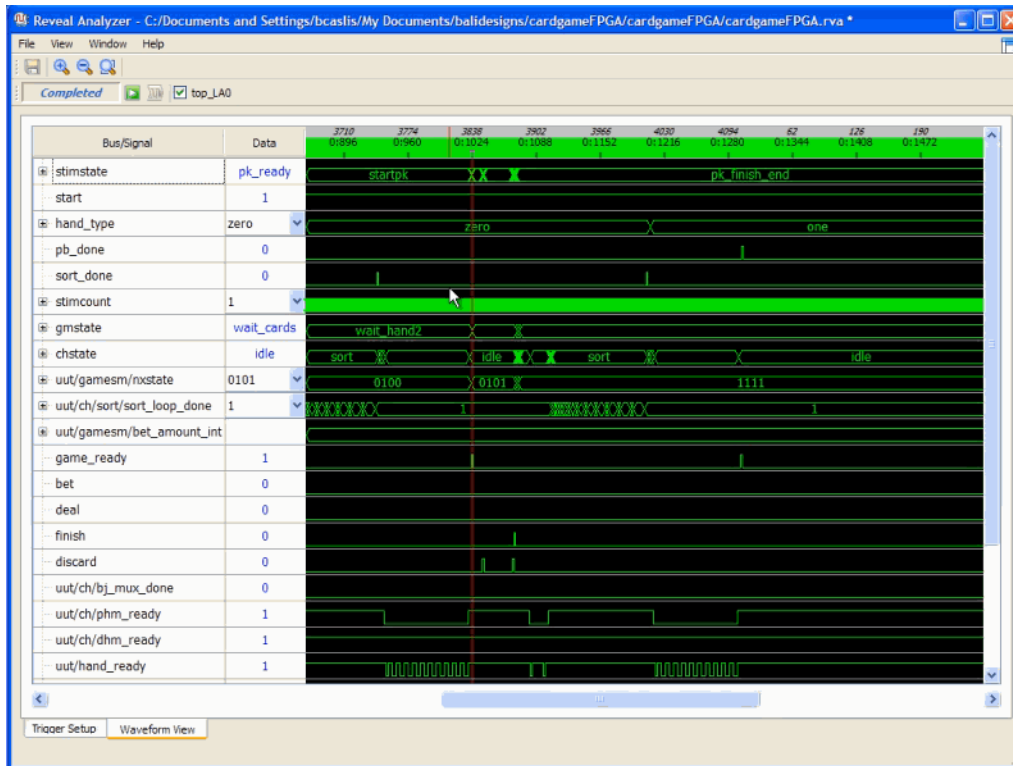 Reveal Analyzer - C:/Documents and Settings/bcaslis/My Documents/balidesigns/cardgameFPGA/cardgameFPGA/cardgameFPGA.rva *
File View Window Help
Completed top_LA0
3710 3774 3838 3902 3966 4030 4094 62 126 190
Bus/Signal Data 0:896 0:960 0:1024 0:1088 0:1152 0:1216 0:1280 0:1344 0:1408 0:1472
stimstate pk_ready startpk pk_finish_end
start 1
hand_type zero zero one
pb_done 0
sort_done 0
stimcount 1
gmstate wait_cards wait_hand2
chstate idle sort idle sort idle
uut/gamesm/nxstate 0101 0100 0101 1111
uut/ch/sort/sort_loop_done 1 1 1
uut/gamesm/bet_amount_int
game_ready 1
bet 0
deal 0
finish 0
discard 0
uut/ch/bj_mux_done 0
uut/ch/phm_ready 1
uut/ch/dhm_ready 1
uut/hand_ready 1
Trigger Setup Waveform View